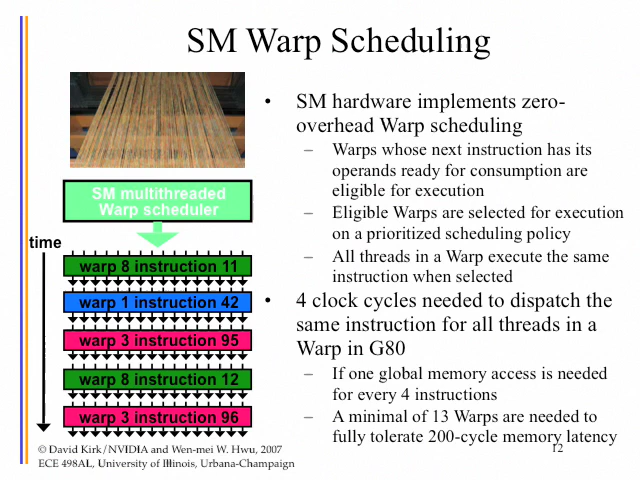 SM Warp Scheduling
SM multithreaded
Warp scheduler
time
warp 8 instruction 11
warp 1 instruction 42
warp 3 instruction 95
warp 8 instruction 12
warp 3 instruction 96
• SM hardware implements zero-
overhead Warp scheduling
– Warps whose next instruction has its
operands ready for consumption are
eligible for execution
– Eligible Warps are selected for execution
on a prioritized scheduling policy
– All threads in a Warp execute the same
instruction when selected
• 4 clock cycles needed to dispatch the
same instruction for all threads in a
Warp in G80
– If one global memory access is needed
for every 4 instructions
– A minimal of 13 Warps are needed to
fully tolerate 200-cycle memory latency
© David Kirk/NVIDIA and Wen-mei W. Hwu, 2007
ECE 498AL, University of Illinois, Urbana-Champaign
12